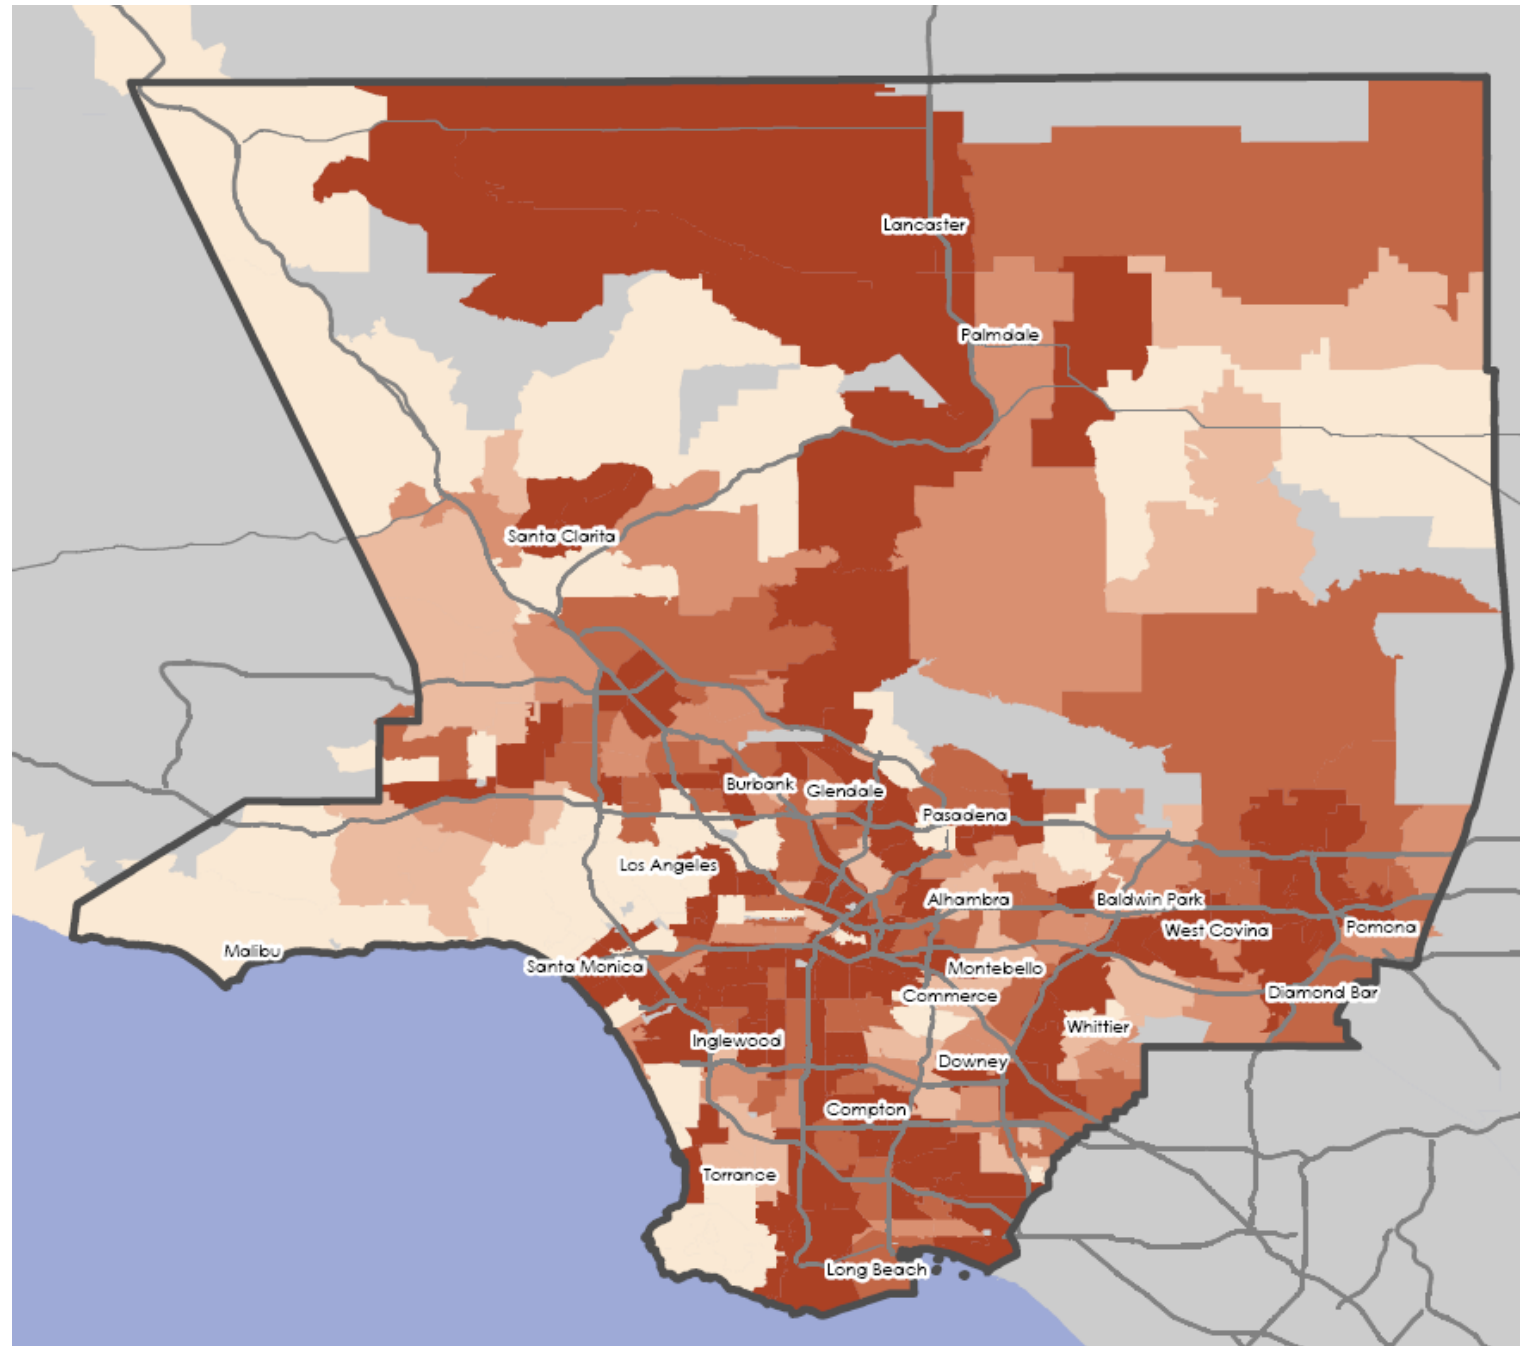 Lancaster
Palmdale
Santa Clarita
Burbank
Glendale
Pasadena
Los Angeles
Alhambra
Baldwin Park
West Covina
Pomona
Malibu
Santa Monica
Montebello
Commerce
Diamond Bar
Whittier
Inglewood
Downey
Compton
Torrance
Long Beach